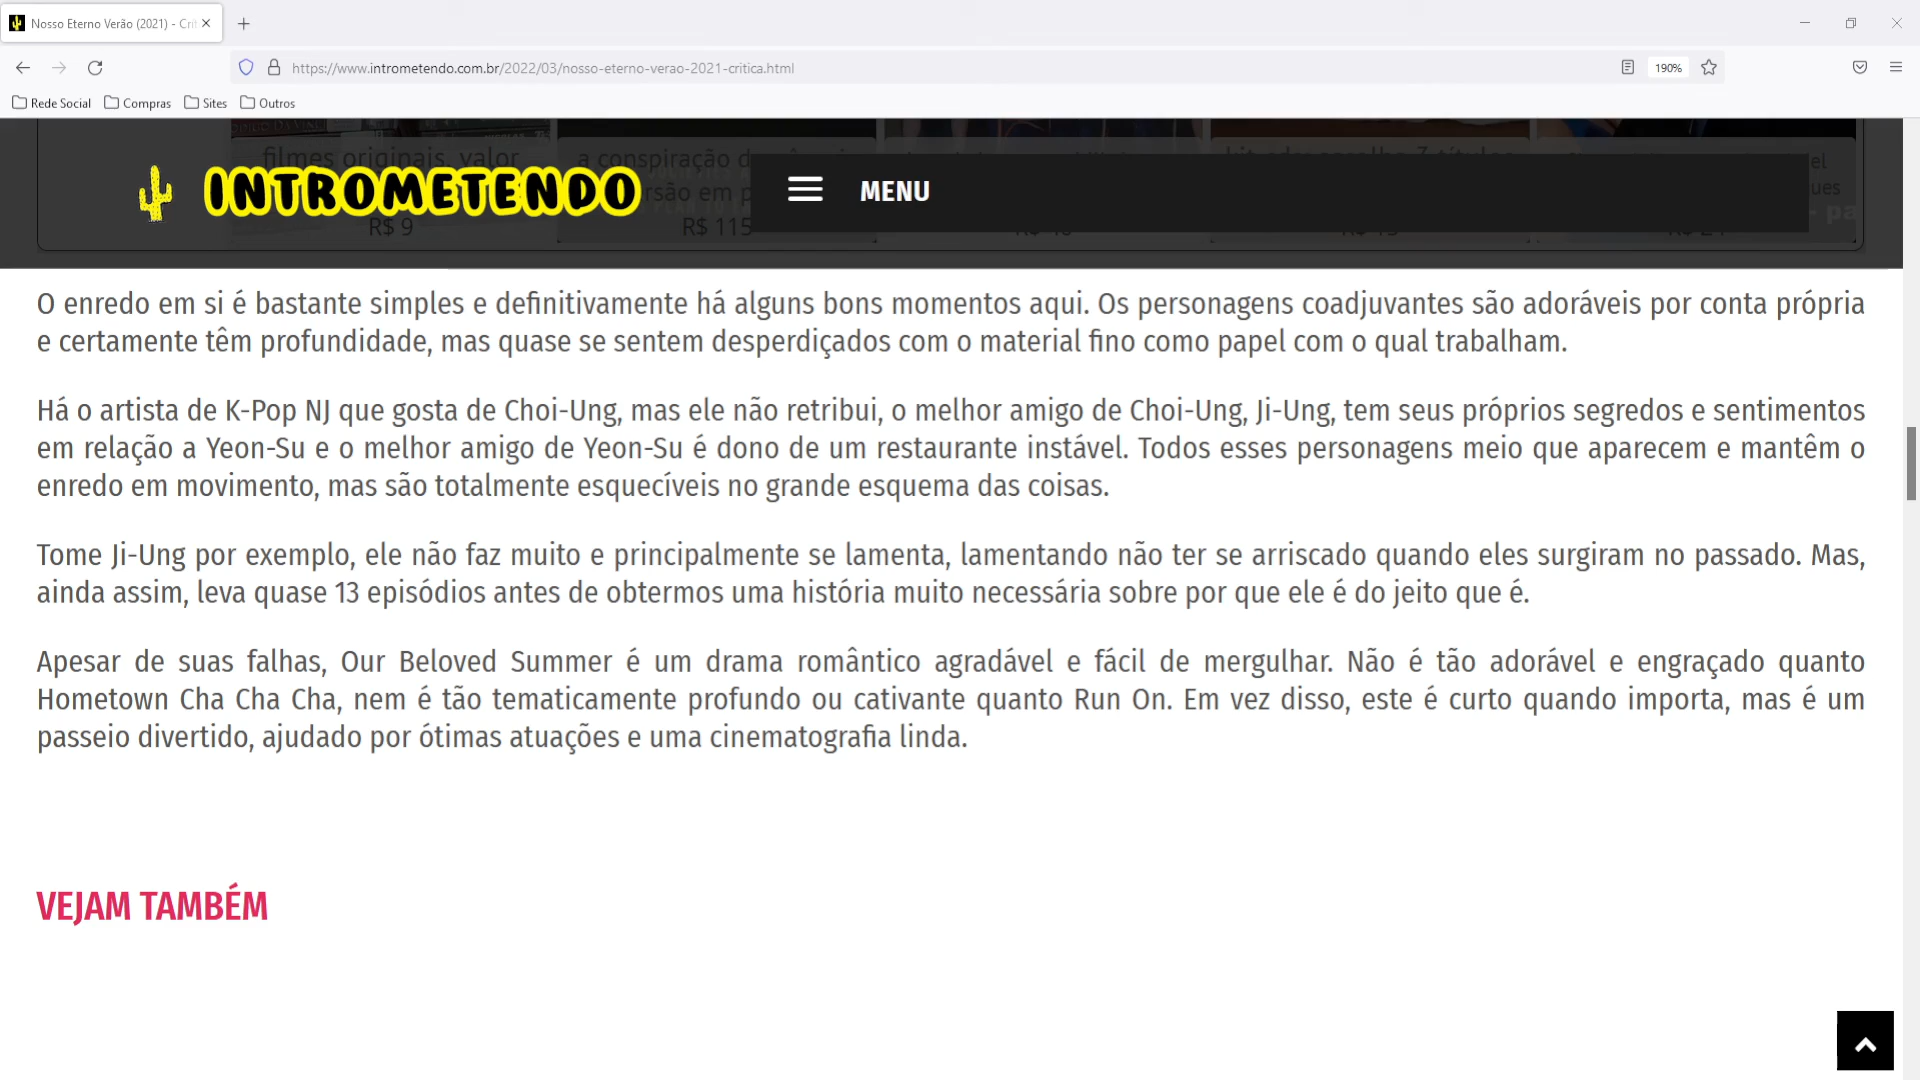 Nosso Eterno Verão (2021) - Crí
https://www.intrometendo.com.br/2022/03/nosso-eterno-verao-2021-critica.html
190%
Rede Social
Compras
Sites
Outros
filmes originais, valor
a conspiração
rsão em p
INTROMETENDO
MENU
R$ 9
R$ 115
O enredo em si é bastante simples e definitivamente há alguns bons momentos aqui. Os personagens coadjuvantes são adoráveis por conta própria
e certamente têm profundidade, mas quase se sentem desperdiçados com o material fino como papel com o qual trabalham.
Há o artista de K-Pop NJ que gosta de Choi-Ung, mas ele não retribui, o melhor amigo de Choi-Ung, Ji-Ung, tem seus próprios segredos e sentimentos
em relação a Yeon-Su e o melhor amigo de Yeon-Su é dono de um restaurante instável. Todos esses personagens meio que aparecem e mantêm o
enredo em movimento, mas são totalmente esquecíveis no grande esquema das coisas.
Tome Ji-Ung por exemplo, ele não faz muito e principalmente se lamenta, lamentando não ter se arriscado quando eles surgiram no passado. Mas,
ainda assim, leva quase 13 episódios antes de obtermos uma história muito necessária sobre por que ele é do jeito que é.
Apesar de suas falhas, Our Beloved Summer é um drama romântico agradável e fácil de mergulhar. Não é tão adorável e engraçado quanto
Hometown Cha Cha Cha, nem é tão tematicamente profundo ou cativante quanto Run On. Em vez disso, este é curto quando importa, mas é um
passeio divertido, ajudado por ótimas atuações e uma cinematografia linda.
VEJAM TAMBÉM